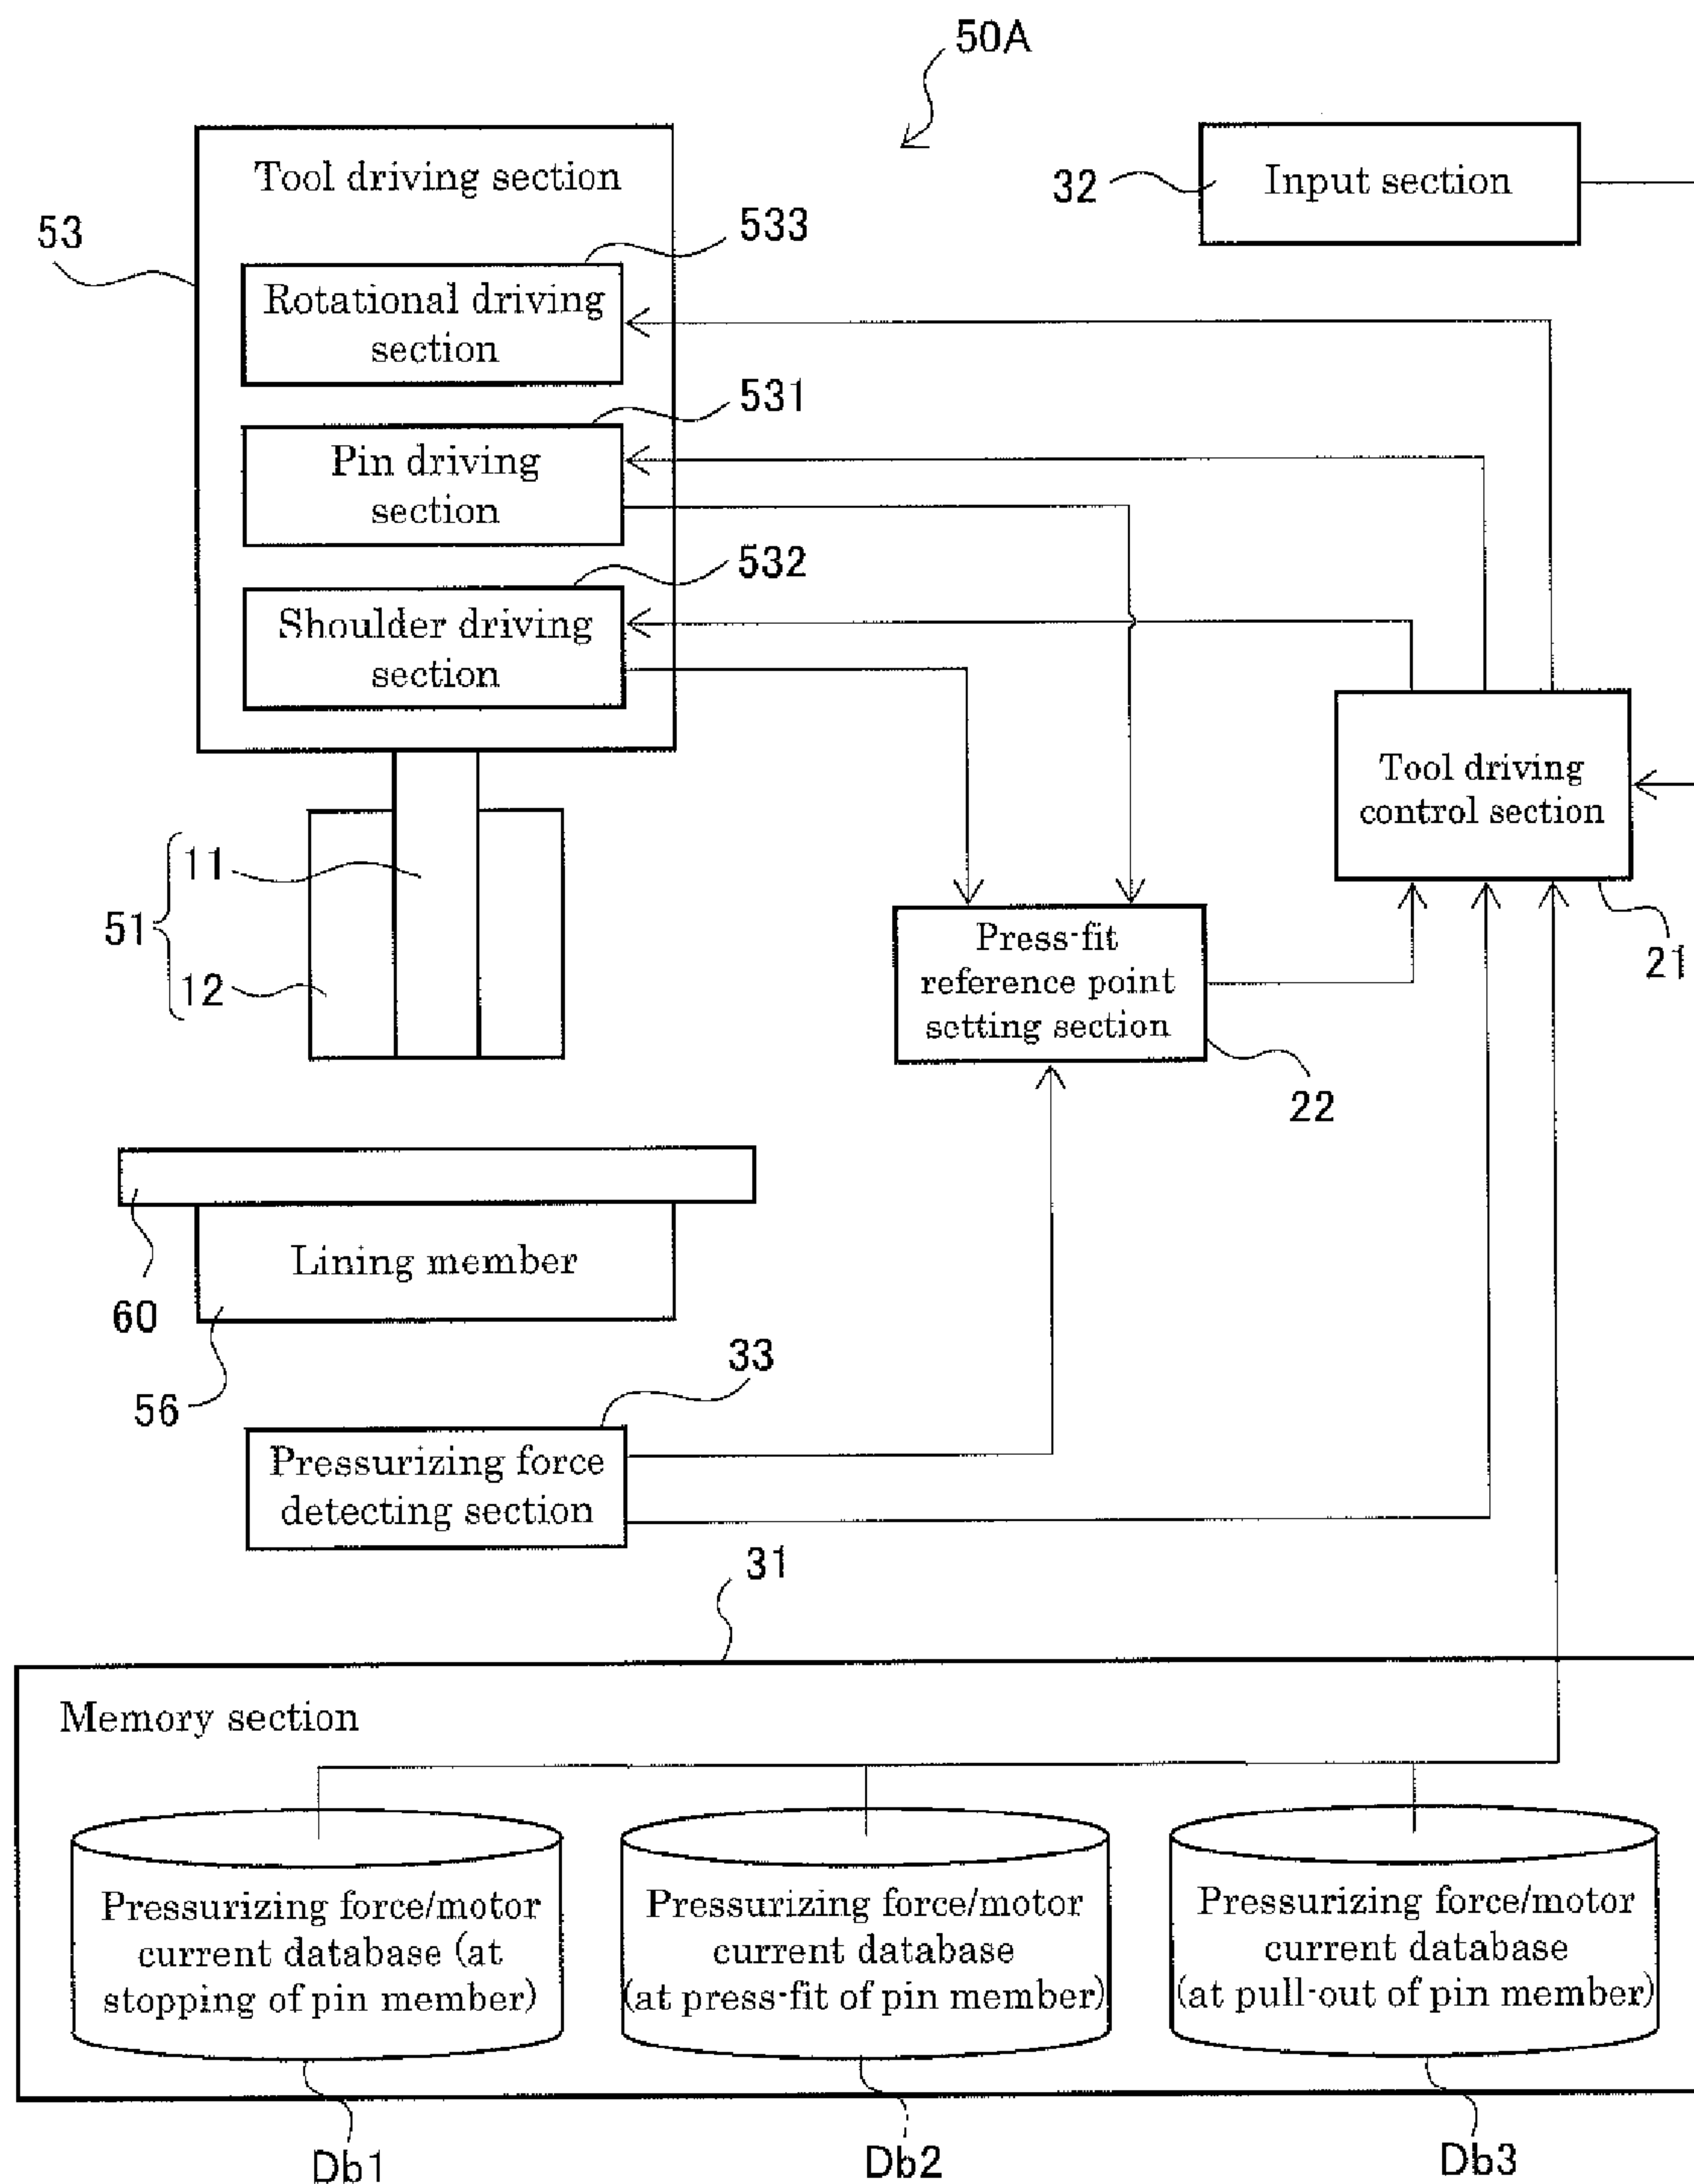 50A
Tool driving section
32
Input section
53
533
Rotational driving
section
531
Pin driving
section
532
Shoulder driving
section
Tool driving
control section
21
51
11
12
Press-fit
reference point
setting section
22
60
Lining member
56
33
Pressurizing force
detecting section
31
Memory section
Pressurizing force/motor
current database (at
stopping of pin member)
Pressurizing force/motor
current database
(at press-fit of pin member)
Pressurizing force/motor
current database
(at pull-out of pin member)
Db1
Db2
Db3